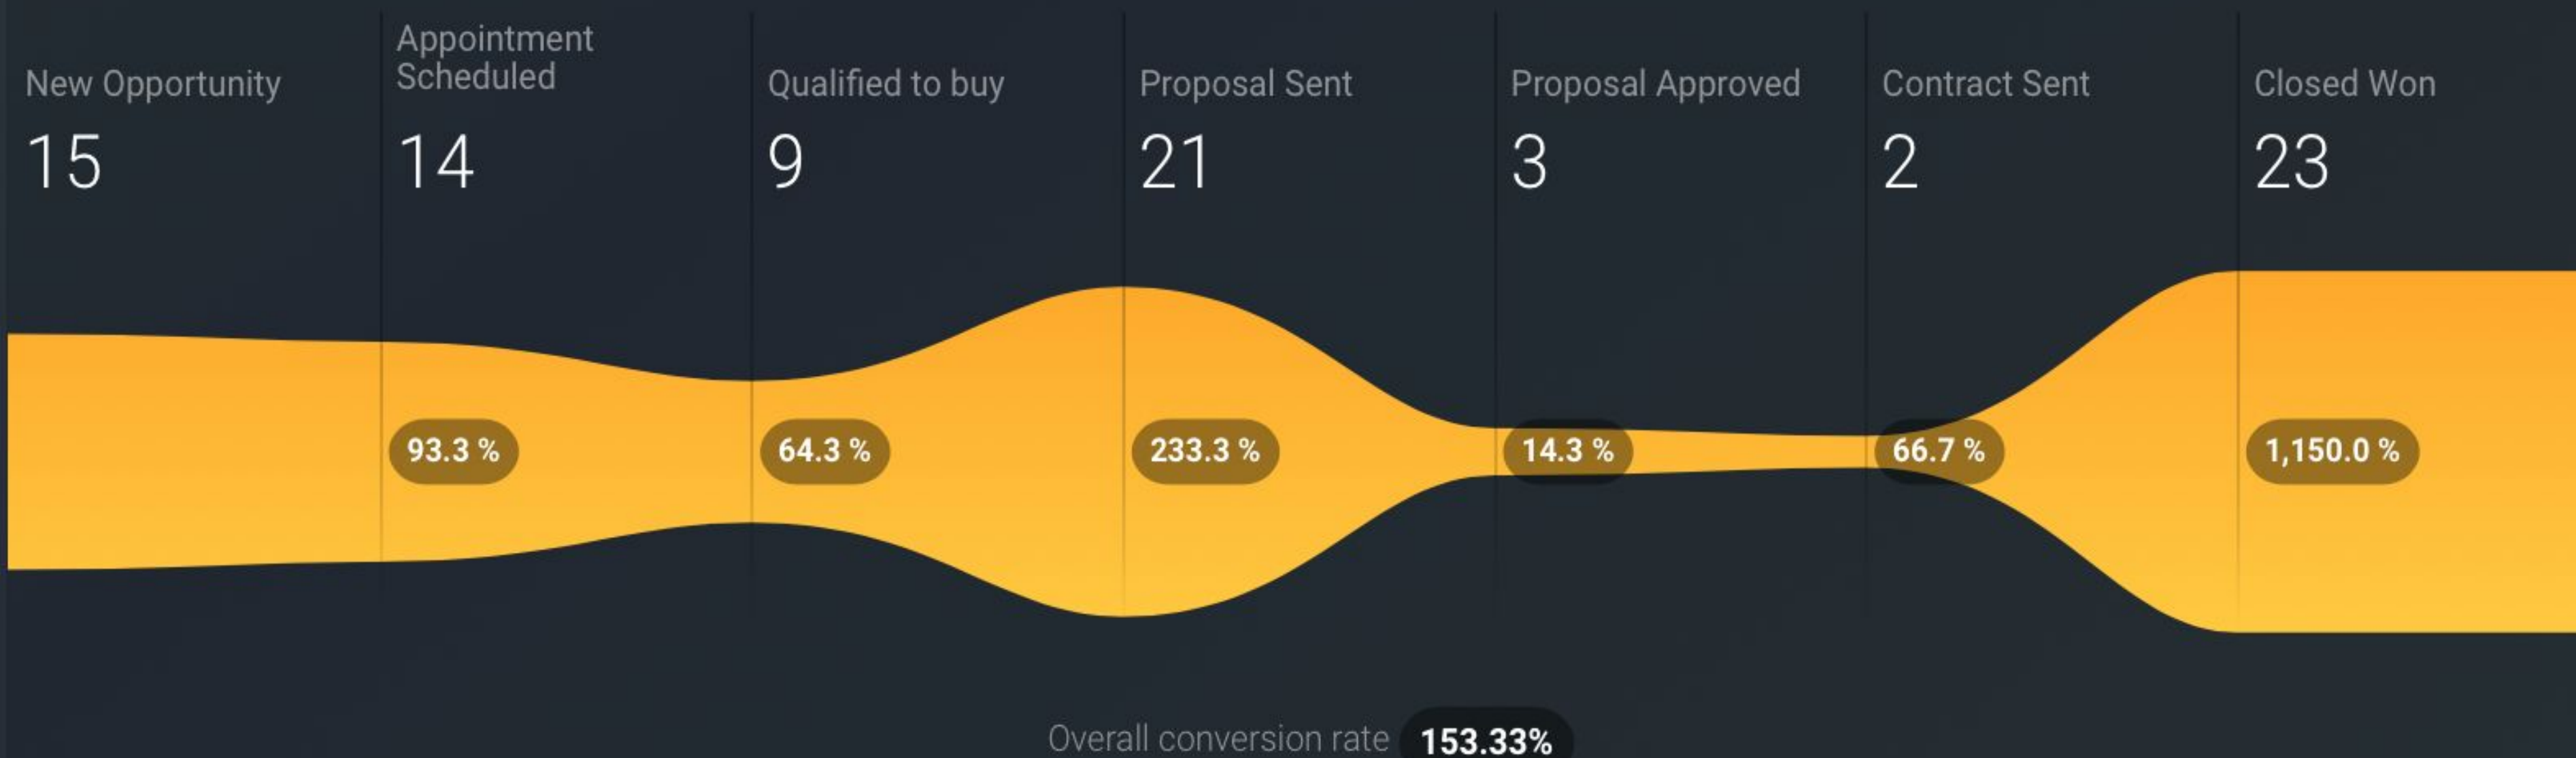 New Opportunity
15
Appointment
Scheduled
14
Qualified to buy
9
Proposal Sent
21
Proposal Approved
3
Contract Sent
2
Closed Won
23
93.3 %
64.3 %
233.3 %
14.3 %
66.7 %
1,150.0 %
Overall conversion rate 153.33%